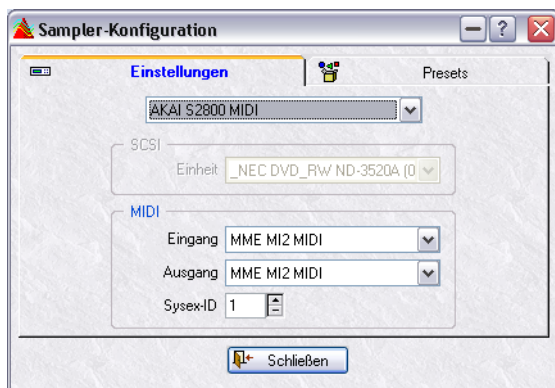 Sampler-Konfiguration
Einstellungen
Presets
AKAI S2800 MIDI
SCSI
Einheit _NEC DVD_RW ND-3520A (0
MIDI
Eingang MME MI2 MIDI
Ausgang MME MI2 MIDI
Sysex-ID 1
Schließen